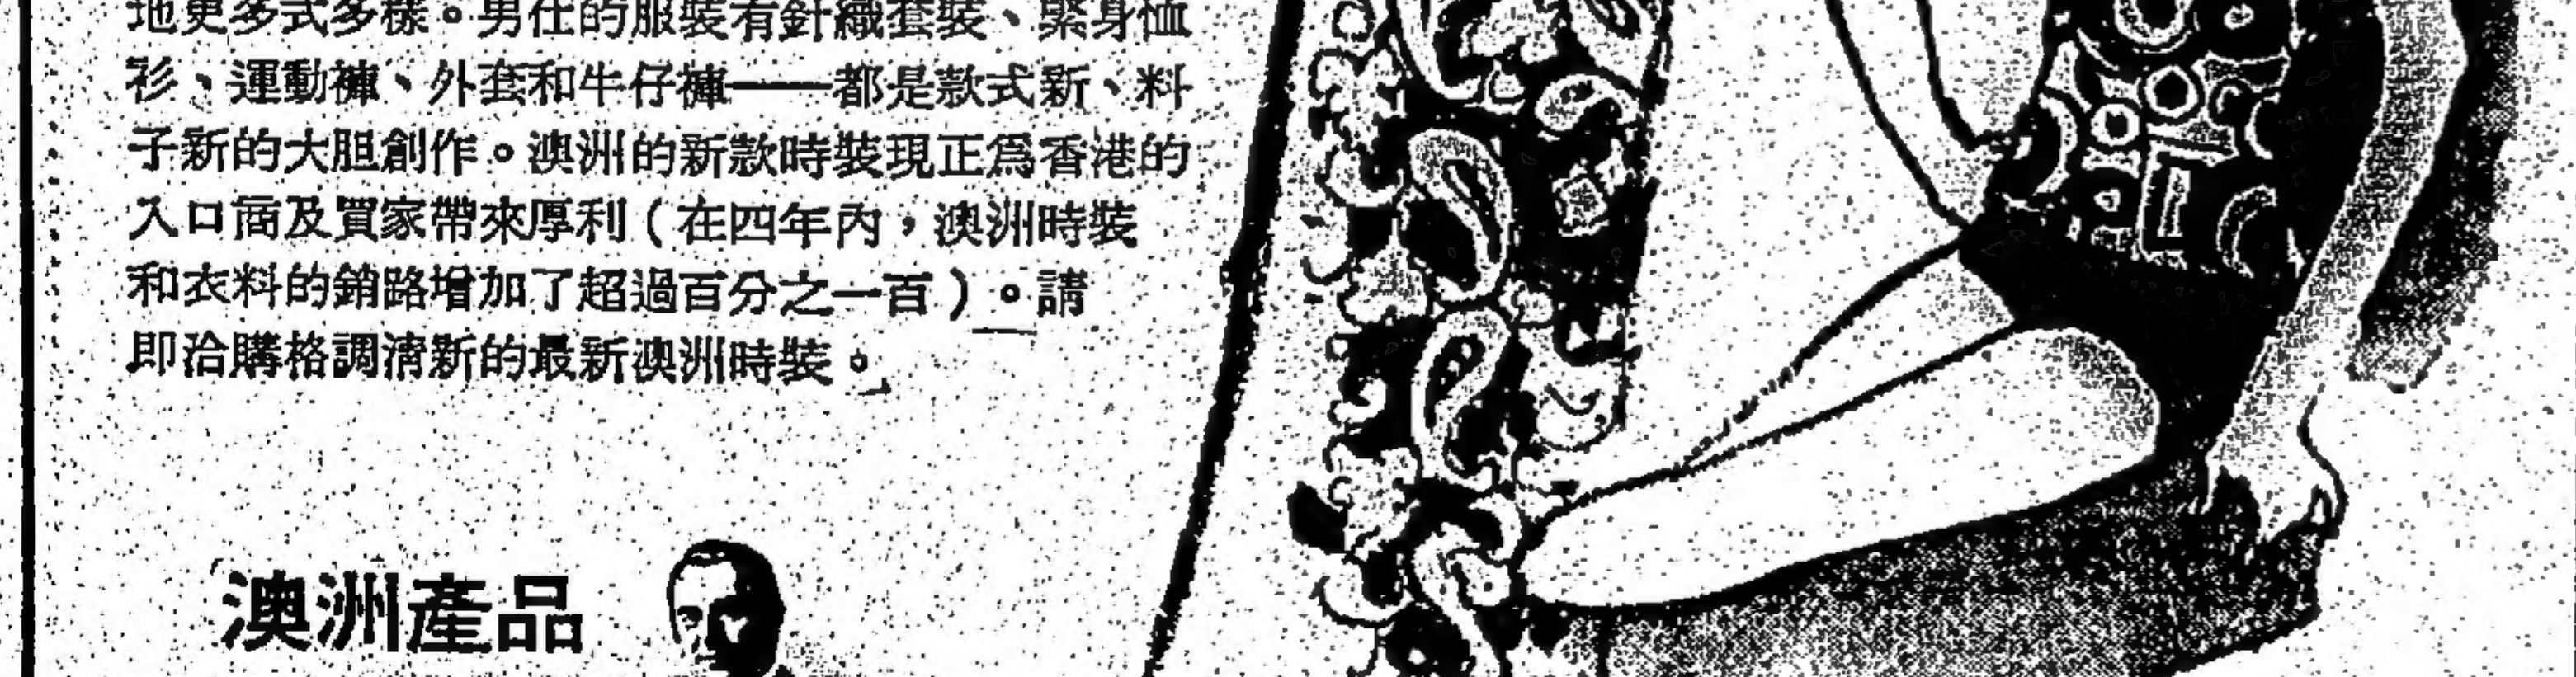 地更多式多樣。男仕的服裝有針織套裝、緊身恤
衫、運動褲、外套和牛仔褲——都是款式新、料
子新的大胆創作。澳洲的新款時裝現正爲香港的
入口商及買家帶來厚利（在四年內，澳洲時裝
和衣料的銷路增加了超過百分之一百）。請
即洽購格調清新的最新澳洲時裝。
澳洲產品